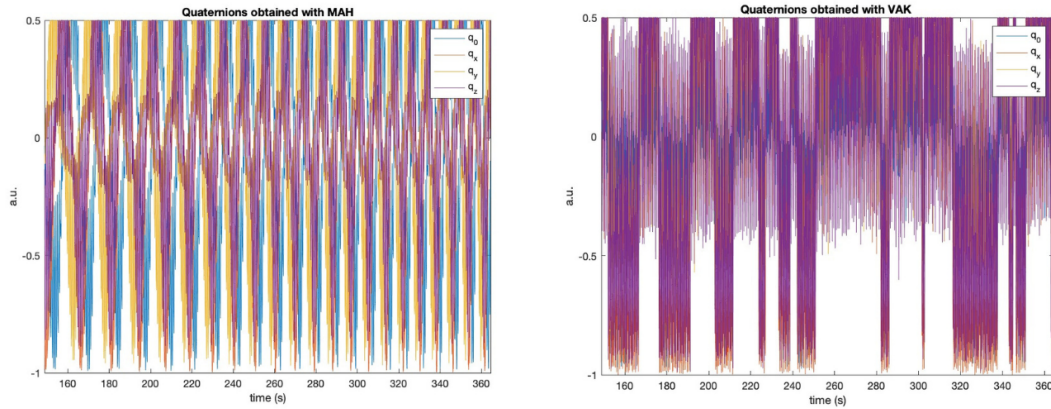 Quaternions obtained with MAH
0.5
0
-0.5
-1
a.u.
q0
qx
qy
qz
160 180 200 220 240 260 280 300 320 340 360
time (s)
Quaternions obtained with VAK
0.5
0
-0.5
-1
a.u.
q0
qx
qy
qz
160 180 200 220 240 260 280 300 320 340 360
time (s)